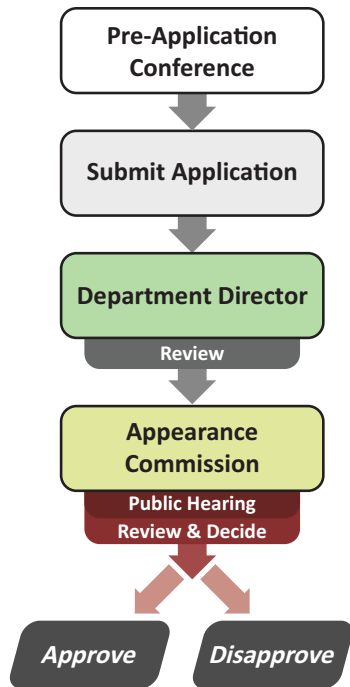 Pre-Application
Conference
Submit Application
Department Director
Review
Appearance
Commission
Public Hearing
Review & Decide
Approve
Disapprove